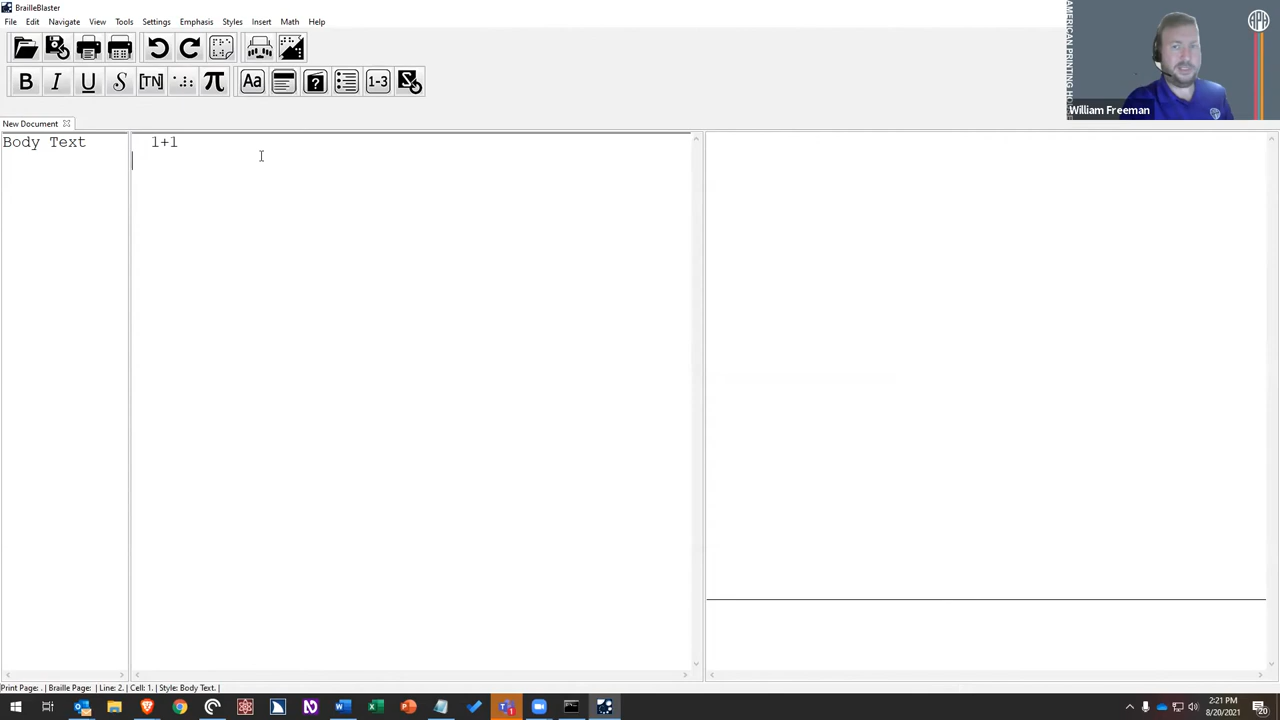 BrailleBlaster
File Edit Navigate View Tools Settings Insert Emphasis Styles Insert Math Help
B I U S [TN] π Aa ? 1-3
New Document
Body Text 1+1
AMERICAN PRINTING HOUSE
William Freeman
Print Page: . | Braille Page: | Line: 2. | Cell: 1. | Style: Body Text. |
2:21 PM
8/20/2021
20